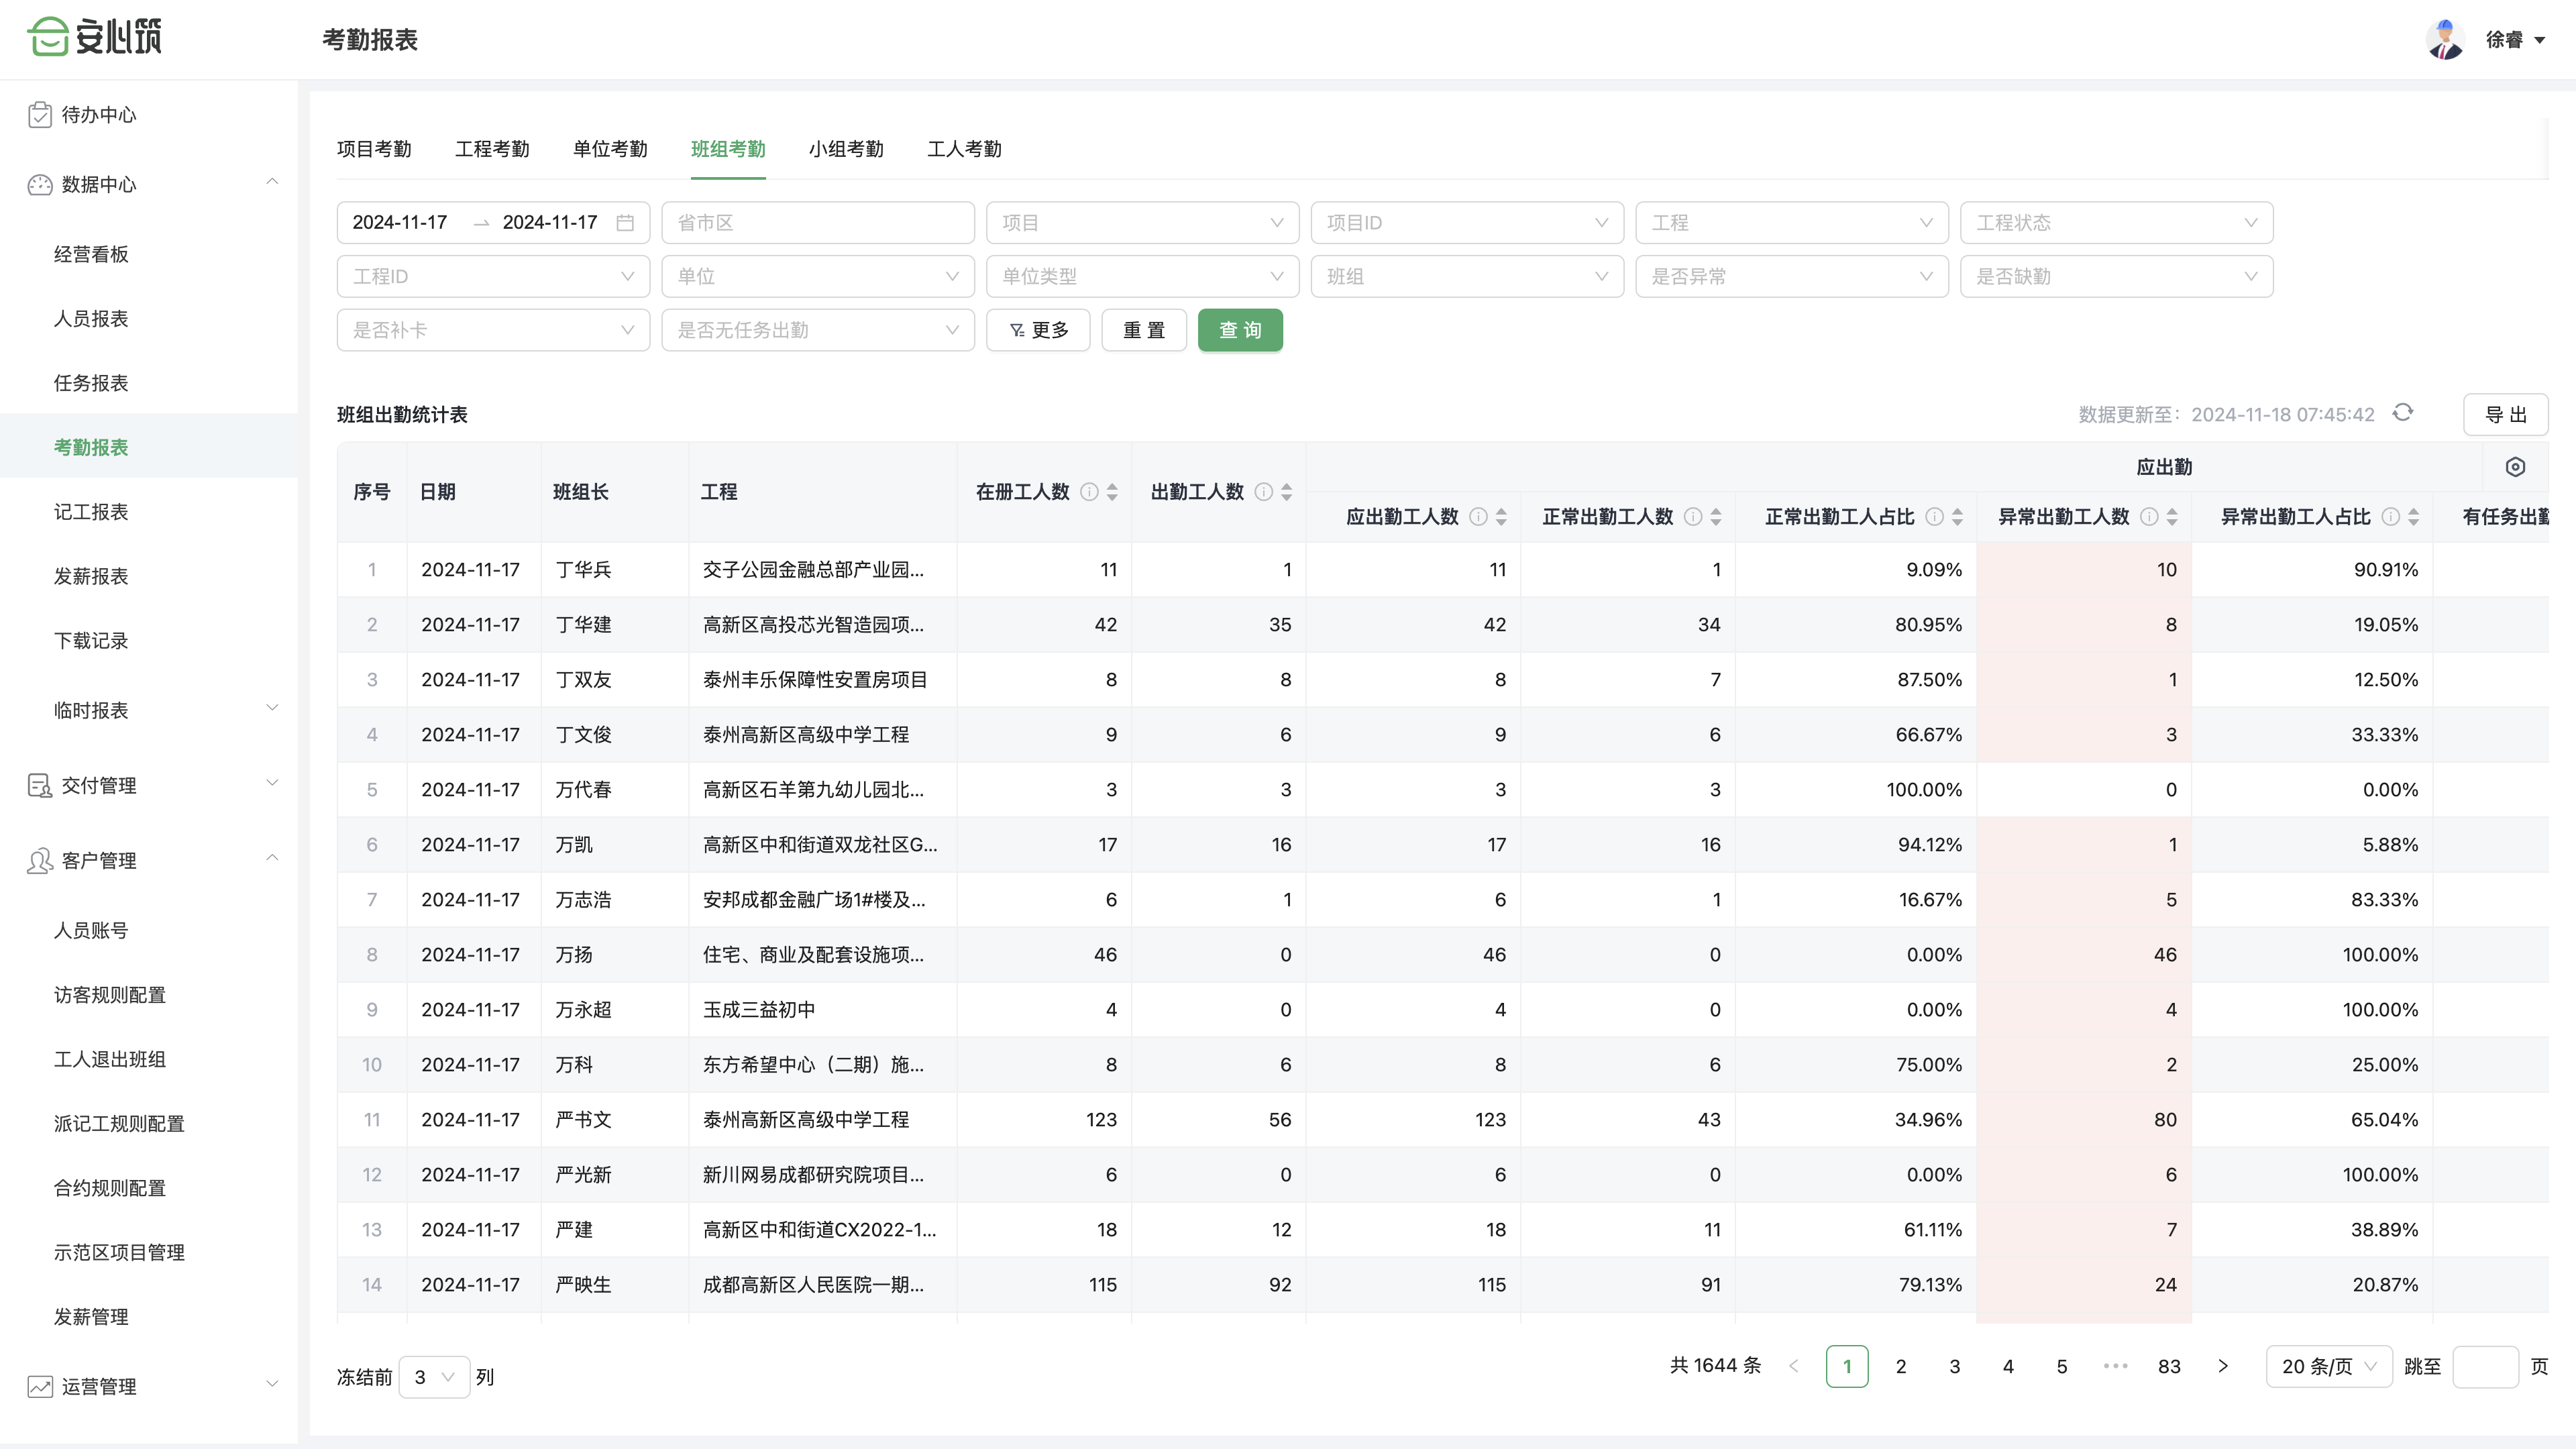 安心筑
考勤报表
徐睿
待办中心
数据中心
经营看板
人员报表
任务报表
考勤报表
记工报表
发薪报表
下载记录
临时报表
交付管理
客户管理
人员账号
访客规则配置
工人退出班组
派记工规则配置
合约规则配置
示范区项目管理
发薪管理
运营管理
项目考勤 工程考勤 单位考勤 班组考勤 小组考勤 工人考勤
2024-11-17 → 2024-11-17 省市区 项目 项目ID 工程 工程状态
工程ID 单位 单位类型 班组 是否异常 是否缺勤
是否补卡 是否无任务出勤 更多 重 置 查 询
班组出勤统计表 数据更新至：2024-11-18 07:45:42 导 出
应出勤
序号 日期 班组长 工程 在册工人数 出勤工人数 应出勤工人数 正常出勤工人数 正常出勤工人占比 异常出勤工人数 异常出勤工人占比 有任务出勤
1 2024-11-17 丁华兵 交子公园金融总部产业园... 11 1 11 1 9.09% 10 90.91%
2 2024-11-17 丁华建 高新区高投芯光智造园项... 42 35 42 34 80.95% 8 19.05%
3 2024-11-17 丁双友 泰州丰乐保障性安置房项目 8 8 8 7 87.50% 1 12.50%
4 2024-11-17 丁文俊 泰州高新区高级中学工程 9 6 9 6 66.67% 3 33.33%
5 2024-11-17 万代春 高新区石羊第九幼儿园北... 3 3 3 3 100.00% 0 0.00%
6 2024-11-17 万凯 高新区中和街道双龙社区G... 17 16 17 16 94.12% 1 5.88%
7 2024-11-17 万志浩 安邦成都金融广场1#楼及... 6 1 6 1 16.67% 5 83.33%
8 2024-11-17 万扬 住宅、商业及配套设施项... 46 0 46 0 0.00% 46 100.00%
9 2024-11-17 万永超 玉成三益初中 4 0 4 0 0.00% 4 100.00%
10 2024-11-17 万科 东方希望中心（二期）施... 8 6 8 6 75.00% 2 25.00%
11 2024-11-17 严书文 泰州高新区高级中学工程 123 56 123 43 34.96% 80 65.04%
12 2024-11-17 严光新 新川网易成都研究院项目... 6 0 6 0 0.00% 6 100.00%
13 2024-11-17 严建 高新区中和街道CX2022-1... 18 12 18 11 61.11% 7 38.89%
14 2024-11-17 严映生 成都高新区人民医院一期... 115 92 115 91 79.13% 24 20.87%
冻结前 3 列 共 1644 条 < 1 2 3 4 5 ••• 83 > 20 条/页 跳至 页